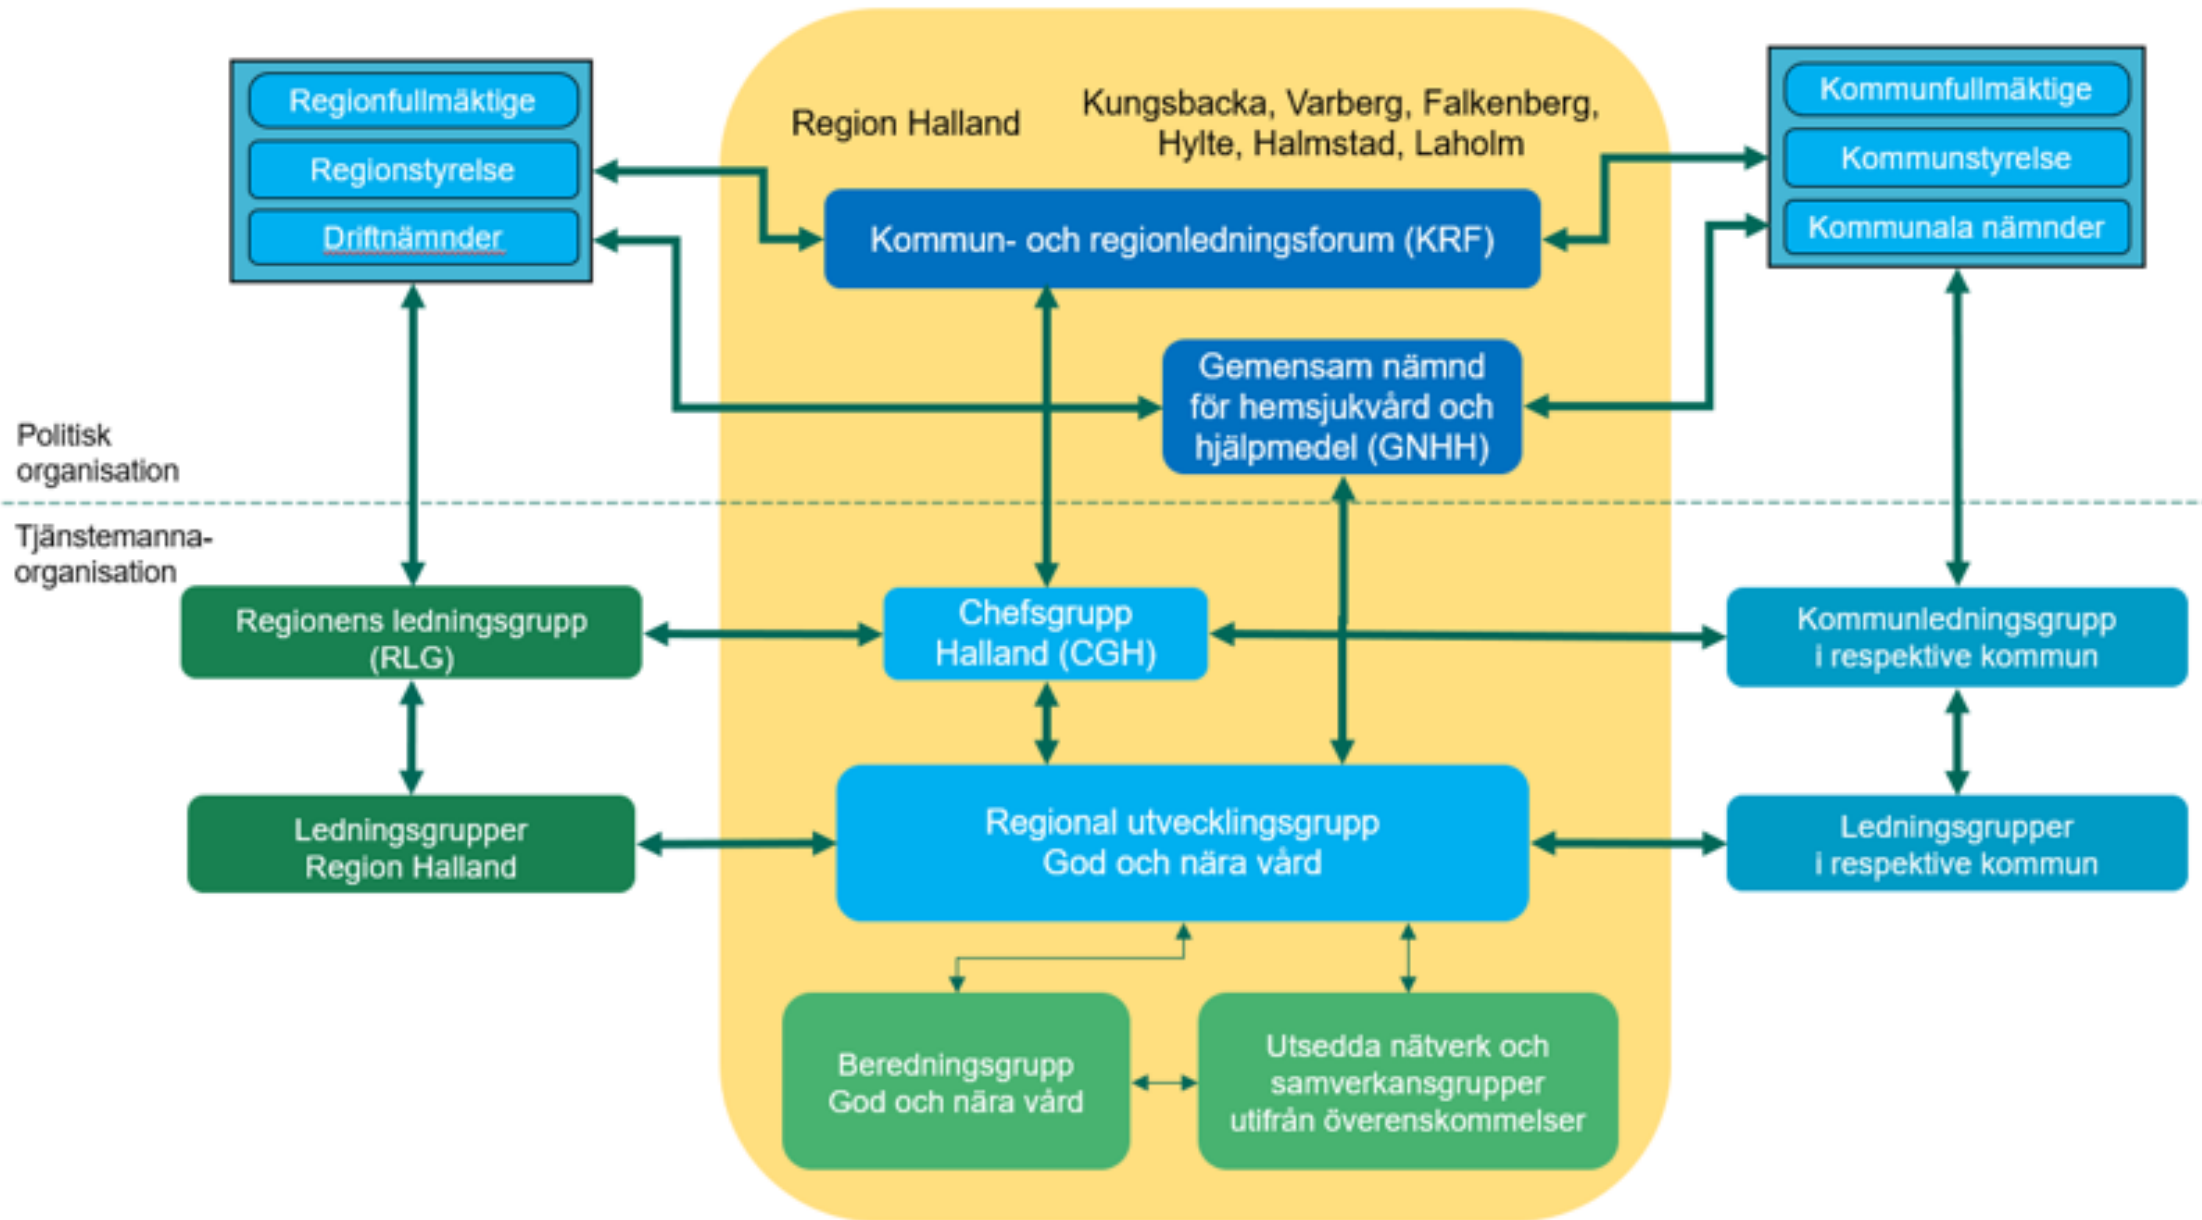 Regionfullmäktige
Regionstyrelse
Driftnämnder
Region Halland
Kungsbacka, Varberg, Falkenberg,
Hylte, Halmstad, Laholm
Kommunfullmäktige
Kommunstyrelse
Kommunala nämnder
Kommun- och regionledningsforum (KRF)
Gemensam nämnd
för hemsjukvård och
hjälpmedel (GNHH)
Politisk
organisation
Tjänstemanna-
organisation
Regionens ledningsgrupp
(RLG)
Chefsgrupp
Halland (CGH)
Kommunledningsgrupp
i respektive kommun
Ledningsgrupper
Region Halland
Regional utvecklingsgrupp
God och nära vård
Ledningsgrupper
i respektive kommun
Beredningsgrupp
God och nära vård
Utsedda nätverk och
samverkansgrupper
utifrån överenskommelser